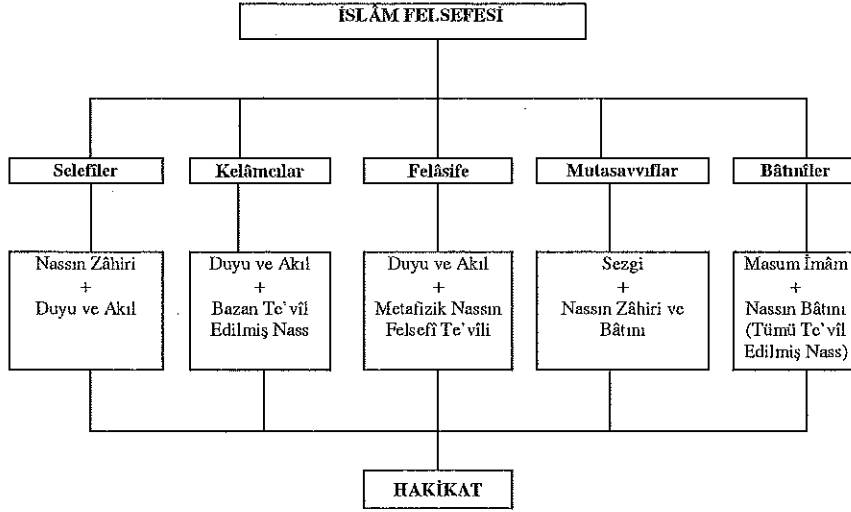 İSLÂM FELSEFESİ
Selefîler
Kelâmcılar
Felâsife
Mutasavvıflar
Bâtınîler
Nassın Zâhiri
+
Duyu ve Akıl
Duyu ve Akıl
+
Bazan Te'vîl
Edilmiş Nass
Duyu ve Akıl
+
Metafizik Nassın
Felsefî Te'vîli
Sezgi
+
Nassın Zâhiri ve
Bâtını
Masum İmâm
+
Nassın Bâtını
(Tümü Te'vîl
Edilmiş Nass)
HAKİKAT